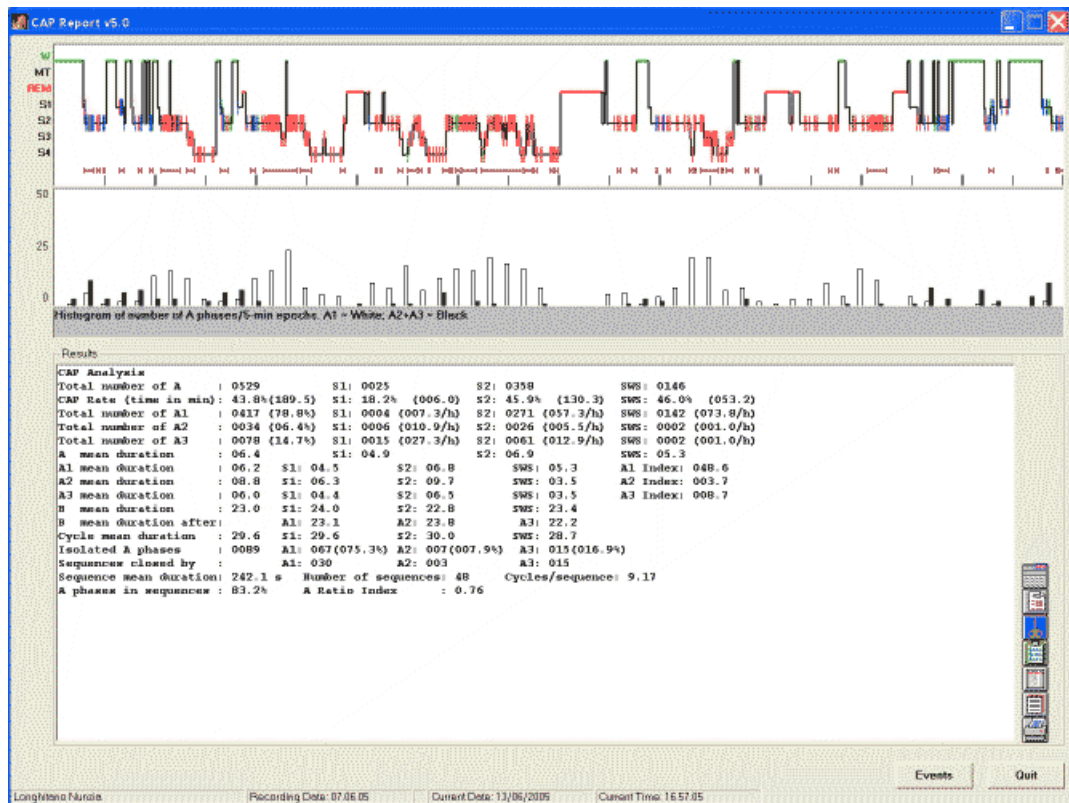 CAP Report v5.0
W
MT
REM
S1
S2
S3
S4
50
25
0
Histogram of number of A phases/5-min epochs. A1 = White; A2+A3 = Black
Results
CAP Analysis
Total number of A : 0529 S1: 0025 S2: 0358 SWS: 0146
CAP Rate (time in min): 43.8%(189.5) S1: 18.2% (006.0) S2: 45.9% (130.3) SWS: 46.0% (053.2)
Total number of A1 : 0417 (78.8%) S1: 0004 (007.3/h) S2: 0271 (057.3/h) SWS: 0142 (073.8/h)
Total number of A2 : 0034 (06.4%) S1: 0006 (010.9/h) S2: 0026 (005.5/h) SWS: 0002 (001.0/h)
Total number of A3 : 0078 (14.7%) S1: 0015 (027.3/h) S2: 0061 (012.9/h) SWS: 0002 (001.0/h)
A mean duration : 06.4 S1: 04.9 S2: 06.9 SWS: 05.3
A1 mean duration : 06.2 S1: 04.5 S2: 06.8 SWS: 05.3 A1 Index: 048.6
A2 mean duration : 08.8 S1: 06.3 S2: 09.7 SWS: 03.5 A2 Index: 003.7
A3 mean duration : 06.0 S1: 04.4 S2: 06.5 SWS: 03.5 A3 Index: 008.7
B mean duration : 23.0 S1: 24.0 S2: 22.8 SWS: 23.4
B mean duration after: A1: 23.1 A2: 23.8 A3: 22.2
Cycle mean duration : 29.6 S1: 29.6 S2: 30.0 SWS: 28.7
Isolated A phases : 0089 A1: 067(075.3%) A2: 007(007.9%) A3: 015(016.9%)
Sequences closed by : A1: 030 A2: 003 A3: 015
Sequence mean duration: 242.1 s Number of sequences: 48 Cycles/sequence: 9.17
A phases in sequences : 83.2% A Ratio Index : 0.76
Events Quit
Longhitano Nunzia Recording Date: 07.06.05 Current Date: 13/06/2005 Current Time: 16.57.05